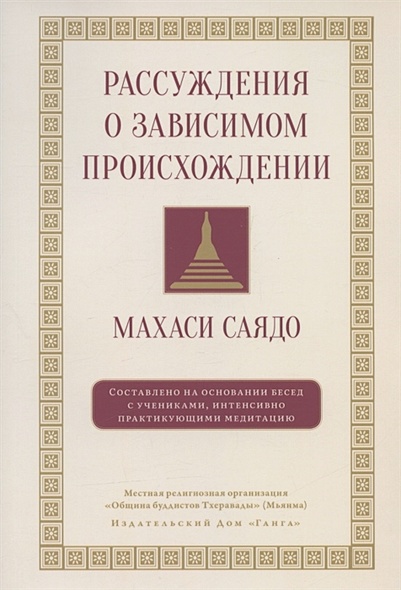 РАССУЖДЕНИЯ
О ЗАВИСИМОМ
ПРОИСХОЖДЕНИИ
МАХАСИ САЯДО
Составлено на основании бесед
с учениками, интенсивно
практикующими медитацию
Местная религиозная организация
«Община буддистов Тхеравады» (Мьянма)
Издательский Дом «Ганга»